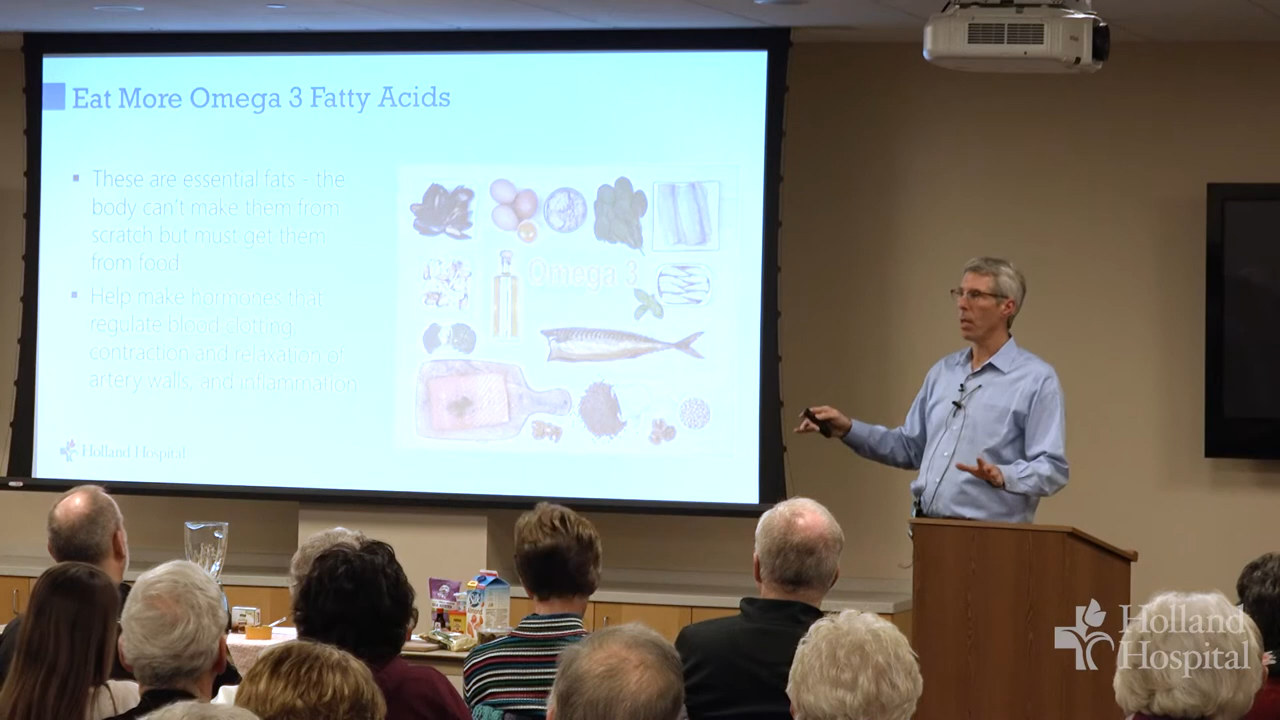 Eat More Omega 3 Fatty Acids
These are essential fats - the
body can't make them from
scratch but must get them
from food
Help make hormones that
regulate blood clotting,
contraction and relaxation of
artery walls, and inflammation
Omega 3
Holland Hospital
Holland
Hospital